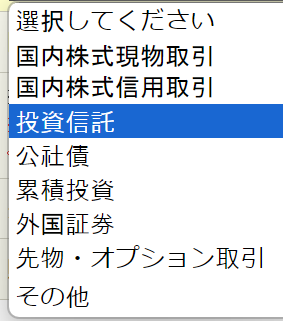 選択してください
国内株式現物取引
国内株式信用取引
投資信託
公社債
累積投資
外国証券
先物・オプション取引
その他